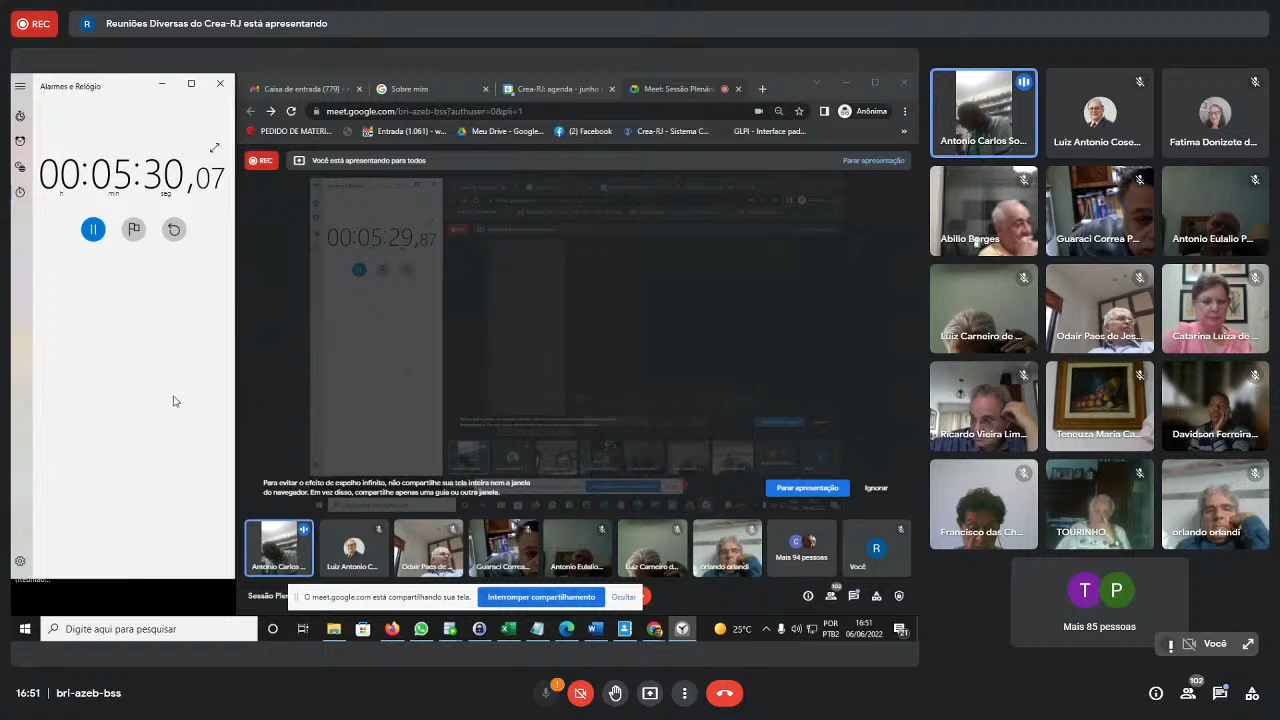 REC
R
Reuniões Diversas do Crea-RJ está apresentando
Alarmes e Relógio
00:05:30,07
h min seg
Caixa de entrada (779) - r
Sobre mim
Crea-RJ: agenda - junho
Meet: Sessão Plenár
meet.google.com/bri-azeb-bss?authuser=0&pli=1
Anônima
PEDIDO DE MATERI...
Entrada (1.061) - w...
Meu Drive - Google...
(2) Facebook
Crea-RJ - Sistema C...
GLPI - Interface pad...
»
REC
Você está apresentando para todos
Parar apresentação
00:05:29,87
Para evitar o efeito de espelho infinito, não compartilhe sua tela inteira nem a janela
do navegador. Em vez disso, compartilhe apenas uma guia ou outra janela.
Parar apresentação
Ignorar
Antonio Carlos ...
Luiz Antonio C...
Odair Paes de...
Guaraci Correa...
Antonio Eulalio...
Luiz Carneiro d...
orlando orlandi
C
Mais 94 pessoas
R
Você
(Reunião...
Sessão Plen
O meet.google.com está compartilhando sua tela.
Interromper compartilhamento
Ocultar
102
Digite aqui para pesquisar
25°C
POR
PTB2
16:51
06/06/2022
21
Antonio Carlos So...
Luiz Antonio Cose...
Fatima Donizete d...
Abilio Borges
Guaraci Correa P...
Antonio Eulalio P...
Luiz Carneiro de ...
Odair Paes de Jes...
Catarina Luiza de ...
Ricardo Vieira Lim...
Teneuza Maria Ca...
Davidson Ferreira...
Francisco das Ch...
TOURINHO
orlando orlandi
T P
Mais 85 pessoas
Você
16:51 | bri-azeb-bss
102